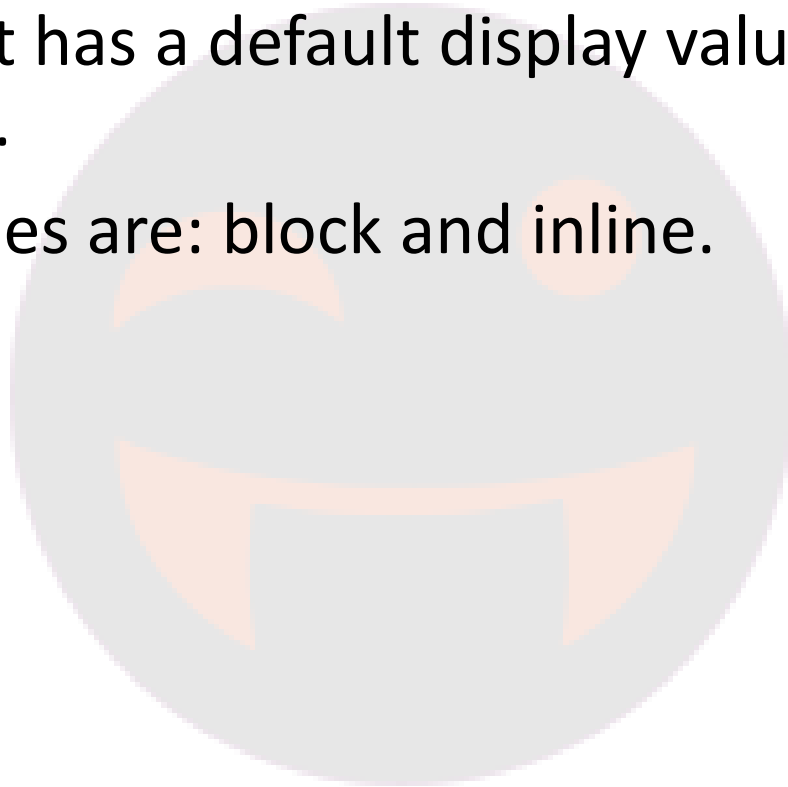 t has a default display valu
.
es are: block and inline.